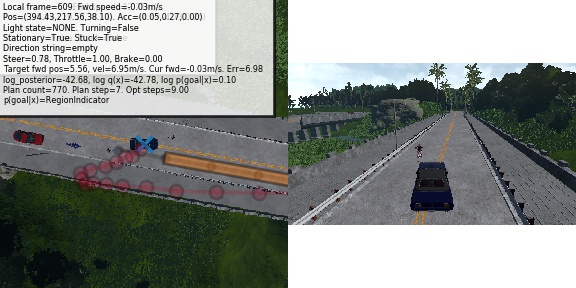 Local frame=609. Fwd speed=-0.03m/s
Pos=(394.43,217.56,38.10). Acc=(0.05,0.27,0.00)
Light state=NONE. Turning=False
Stationary=True. Stuck=True
Direction string=empty
Steer=0.78, Throttle=1.00, Brake=0.00
Target fwd pos=5.56, vel=6.95m/s. Cur fwd=-0.03m/s. Err=6.98
log_posterior=-42.68, log q(x)=-42.78, log p(goal|x)=0.10
Plan count=770. Plan step=7. Opt steps=9.00
p(goal|x)=RegionIndicator